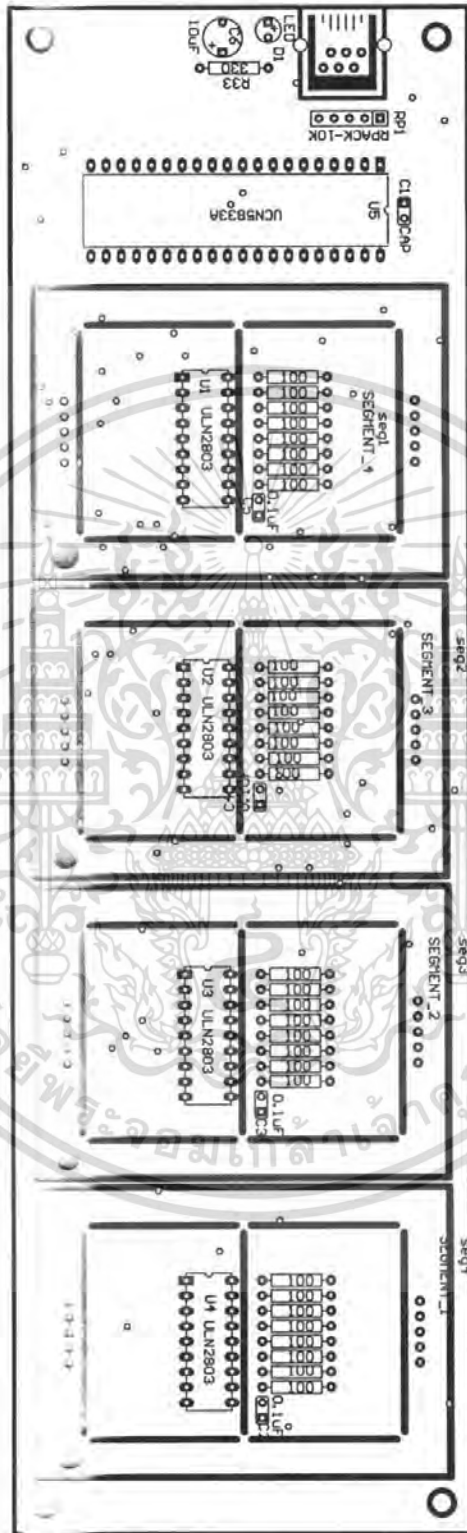 LED
D1
C6
10uF
330
R33
RP1
RPACK-10K
C1
CAP
U5
UCN5833A
seg1
SEGMENT_4
100
100
100
100
100
100
100
100
U1 ULN2803
0.1uF
seg2
SEGMENT_3
100
100
100
100
100
100
100
100
U2 ULN2803
seg3
SEGMENT_2
100
100
100
100
100
100
100
100
U3 ULN2803
0.1uF
C3
SEGMENT_1
100
100
100
100
100
100
100
100
U4 ULN2803
0.1uF